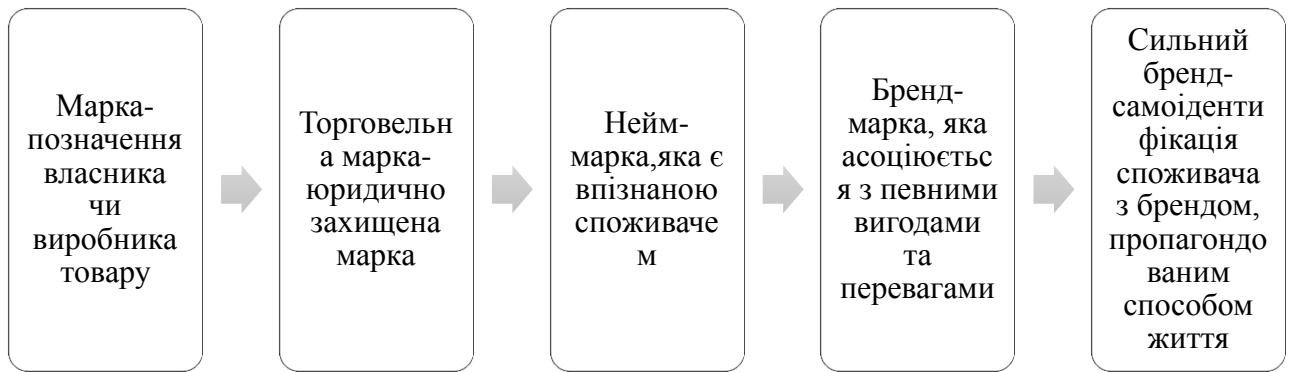 Марка-
позначення
власника
чи
виробника
товару
Торговельн
а марка-
юридично
захищена
марка
Нейм-
марка,яка є
впізнаною
споживаче
м
Бренд-
марка, яка
асоціюєтьс
я з певними
вигодами
та
перевагами
Сильний
бренд-
самоіденти
фікація
споживача
з брендом,
пропагондо
ваним
способом
життя